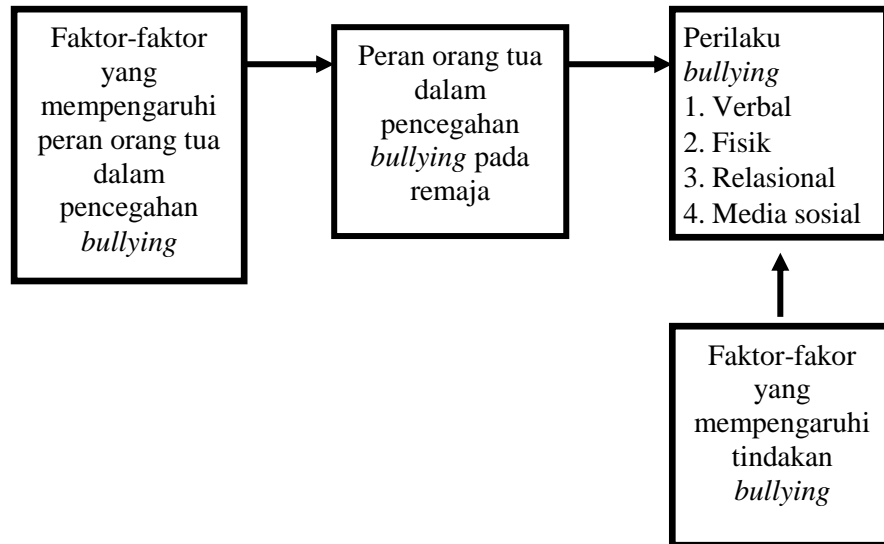 Faktor-faktor
yang
mempengaruhi
peran orang tua
dalam
pencegahan
bullying
Peran orang tua
dalam
pencegahan
bullying pada
remaja
Perilaku
bullying
1. Verbal
2. Fisik
3. Relasional
4. Media sosial
Faktor-fakor
yang
mempengaruhi
tindakan
bullying